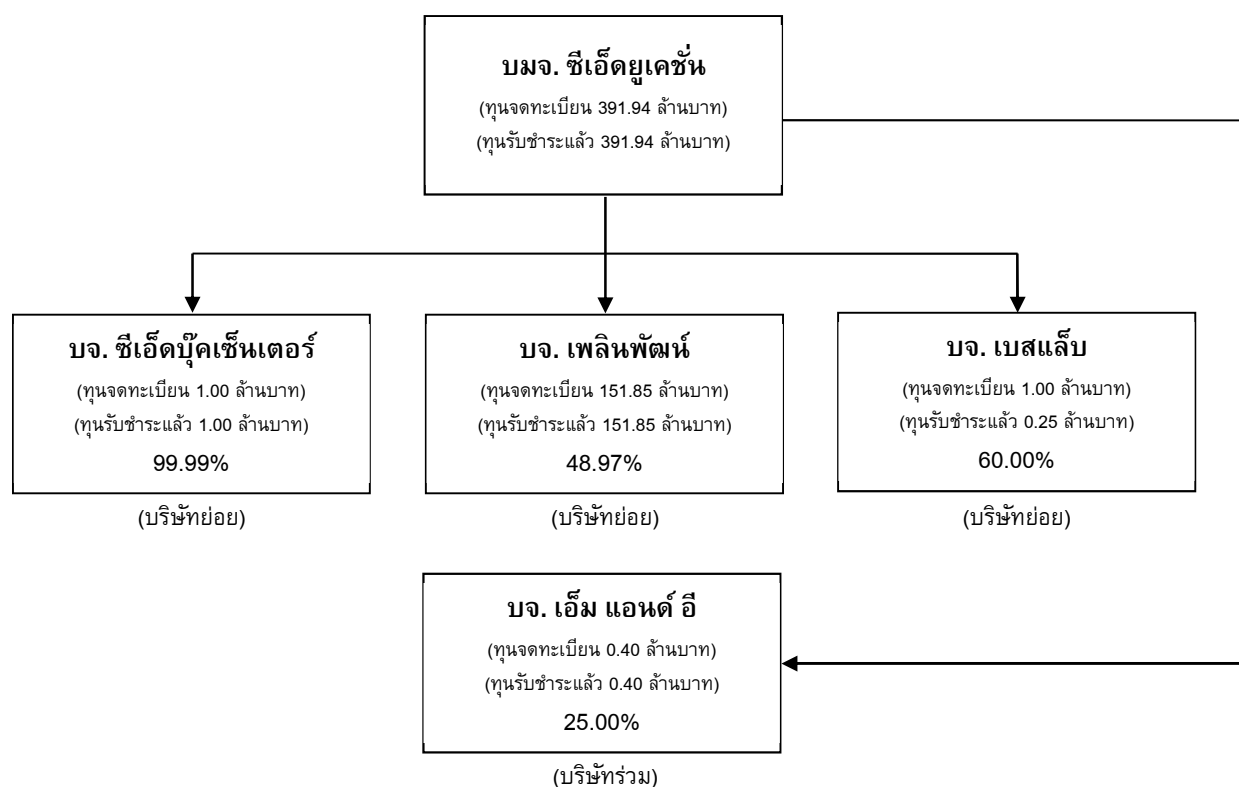 บมจ. ซีเอ็ดยูเคชั่น
(ทุนจดทะเบียน 391.94 ล้านบาท)
(ทุนรับชำระแล้ว 391.94 ล้านบาท)
บจ. ซีเอ็ดบุ๊คเซ็นเตอร์
(ทุนจดทะเบียน 1.00 ล้านบาท)
(ทุนรับชำระแล้ว 1.00 ล้านบาท)
99.99%
(บริษัทย่อย)
บจ. เพลินพัฒน์
(ทุนจดทะเบียน 151.85 ล้านบาท)
(ทุนรับชำระแล้ว 151.85 ล้านบาท)
48.97%
(บริษัทย่อย)
บจ. เบสแล็บ
(ทุนจดทะเบียน 1.00 ล้านบาท)
(ทุนรับชำระแล้ว 0.25 ล้านบาท)
60.00%
(บริษัทย่อย)
บจ. เอ็ม แอนด์ อี
(ทุนจดทะเบียน 0.40 ล้านบาท)
(ทุนรับชำระแล้ว 0.40 ล้านบาท)
25.00%
(บริษัทร่วม)